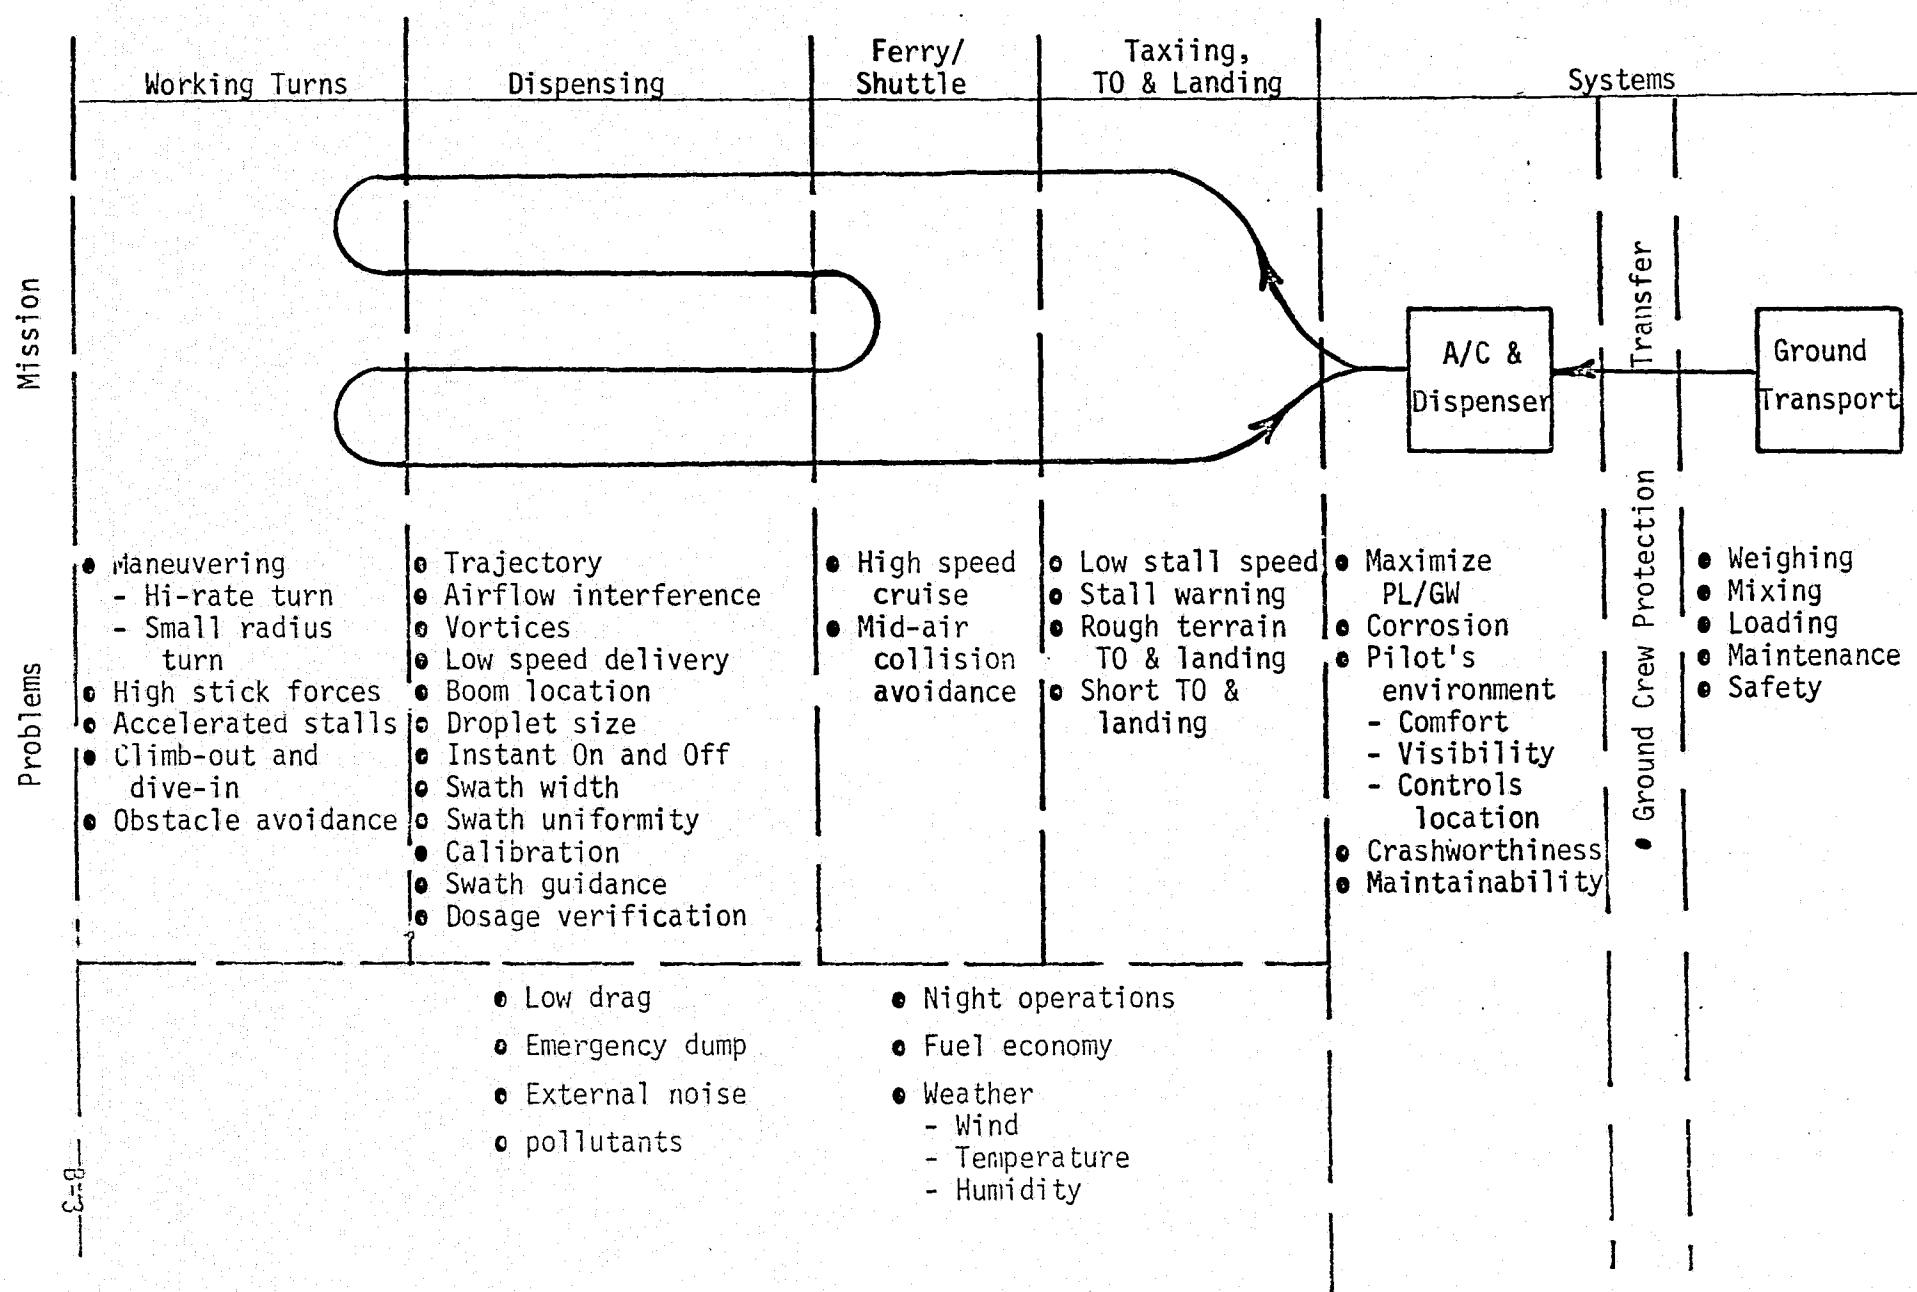 Working Turns
Dispensing
Ferry/
Shuttle
Taxiing,
TO & Landing
Systems
Mission
A/C &
Dispenser
Transfer
Ground
Transport
Problems
● Maneuvering
- Hi-rate turn
- Small radius
turn
● High stick forces
● Accelerated stalls
● Climb-out and
dive-in
● Obstacle avoidance
● Trajectory
● Airflow interference
● Vortices
● Low speed delivery
● Boom location
● Droplet size
● Instant On and Off
● Swath width
● Swath uniformity
● Calibration
● Swath guidance
● Dosage verification
● High speed
cruise
● Mid-air
collision
avoidance
● Low stall speed
● Stall warning
● Rough terrain
TO & landing
● Short TO &
landing
● Maximize
PL/GW
● Corrosion
● Pilot's
environment
- Comfort
- Visibility
- Controls
location
● Crashworthiness
● Maintainability
● Ground Crew Protection
● Weighing
● Mixing
● Loading
● Maintenance
● Safety
● Low drag
● Emergency dump
● External noise
● pollutants
● Night operations
● Fuel economy
● Weather
- Wind
- Temperature
- Humidity
B-3